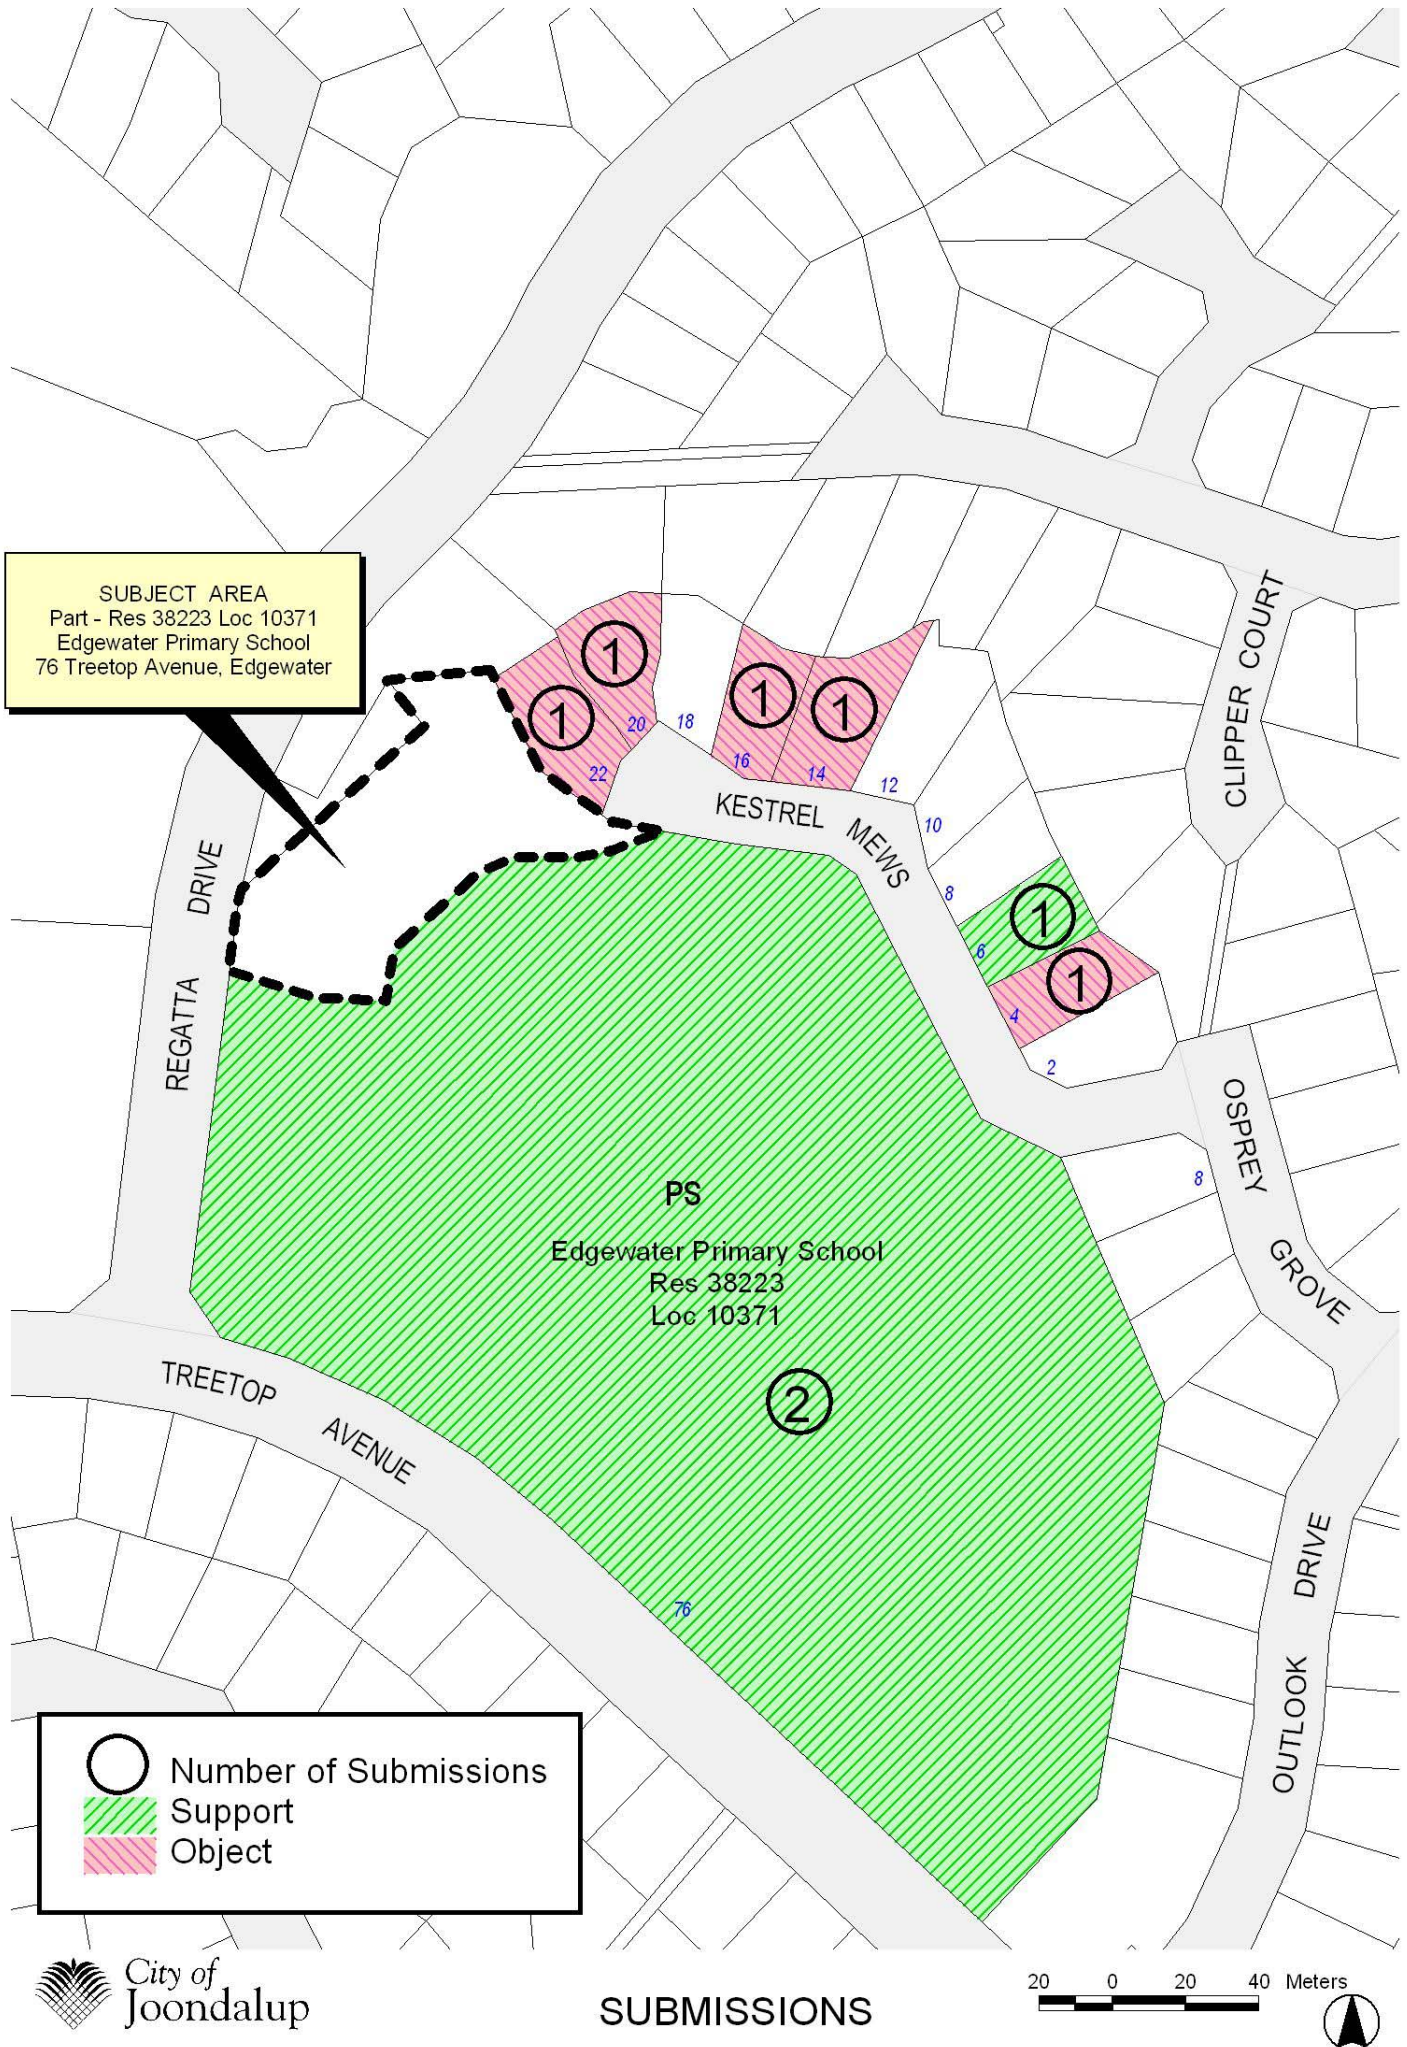 SUBJECT AREA
Part - Res 38223 Loc 10371
Edgewater Primary School
76 Treetop Avenue, Edgewater
CLIPPER COURT
1
1
1
1
20
18
22
16
14
12
KESTREL MEWS
10
8
REGATTA DRIVE
1
6
1
4
2
OSPREY GROVE
8
PS
Edgewater Primary School
Res 38223
Loc 10371
2
TREETOP AVENUE
76
OUTLOOK DRIVE
Number of Submissions
Support
Object
City of
Joondalup
SUBMISSIONS
20 0 20 40 Meters